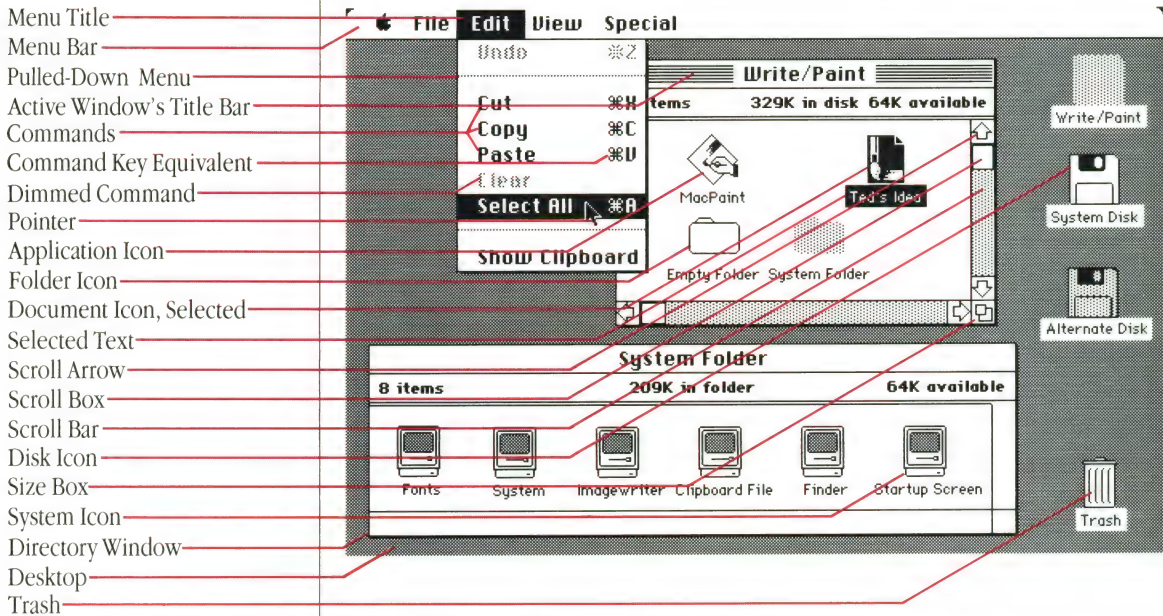 Menu Title
Menu Bar
Pulled-Down Menu
Active Window's Title Bar
Commands
Command Key Equivalent
Dimmed Command
Pointer
Application Icon
Folder Icon
Document Icon, Selected
Selected Text
Scroll Arrow
Scroll Box
Scroll Bar
Disk Icon
Size Box
System Icon
Directory Window
Desktop
Trash
File Edit View Special
Undo ⌘Z
Cut ⌘X
Copy ⌘C
Paste ⌘V
Clear
Select All ⌘A
Show Clipboard
Write/Paint
tems 329K in disk 64K available
MacPaint Ted's Idea
Empty Folder System Folder
Write/Paint
System Disk
Alternate Disk
Trash
System Folder
8 items 209K in folder 64K available
Fonts System Imagewriter Clipboard File Finder Startup Screen